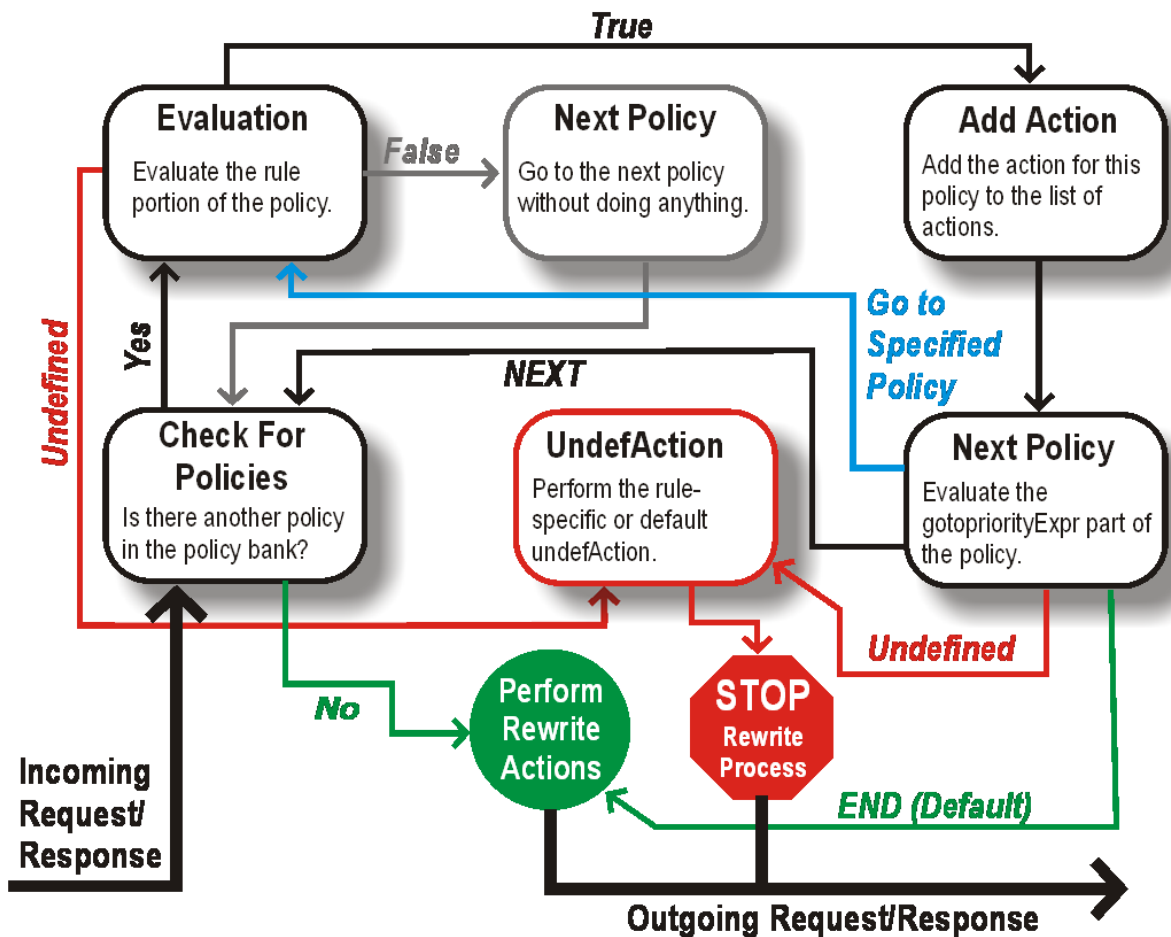 True
Evaluation
Evaluate the rule
portion of the policy.
False
Next Policy
Go to the next policy
without doing anything.
Add Action
Add the action for this
policy to the list of
actions.
Undefined
Yes
NEXT
Go to
Specified
Policy
Check For
Policies
Is there another policy
in the policy bank?
UndefAction
Perform the rule-
specific or default
undefAction.
Next Policy
Evaluate the
gotopriorityExpr part of
the policy.
Undefined
No
Perform
Rewrite
Actions
STOP
Rewrite
Process
END (Default)
Incoming
Request/
Response
Outgoing Request/Response